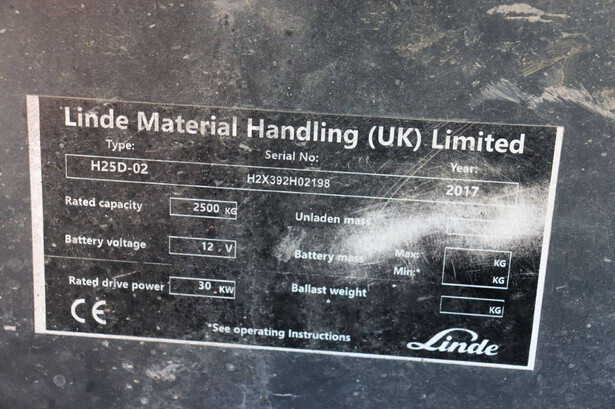 Linde Material Handling (UK) Limited
Type: Serial No: Year:
H25D-02 H2X392H02198 2017
Rated capacity 2500 KG Unladen mass
Battery voltage 12 . V Battery mass Max: KG
Min:* KG
Rated drive power 30 . KW Ballast weight KG
CE *See operating Instructions Linde